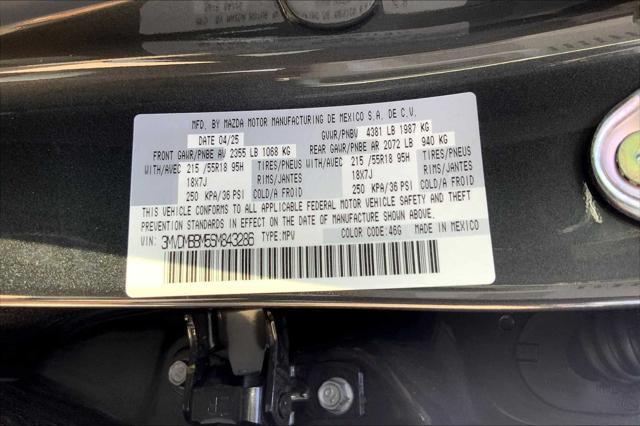 MFD. BY MAZDA MOTOR MANUFACTURING DE MEXICO S.A. DE C.V.
DATE 04/25 GVWR/PNBV 4381 LB 1987 KG
FRONT GAWR/PNBE AV 2355 LB 1068 KG REAR GAWR/PNBE AR 2072 LB 940 KG
WITH/AVEC 215 /55R18 95H TIRES/PNEUS WITH/AVEC 215 /55R18 95H TIRES/PNEUS
18X7J RIMS/JANTES 18X7J RIMS/JANTES
250 KPA/36 PSI COLD/A FROID 250 KPA/36 PSI COLD/A FROID
THIS VEHICLE CONFORMS TO ALL APPLICABLE FEDERAL MOTOR VEHICLE SAFETY AND THEFT
PREVENTION STANDARDS IN EFFECT ON THE DATE OF MANUFACTURE SHOWN ABOVE.
VIN: 3MVDMBBM5SM843286 TYPE:MPV COLOR CODE:46G MADE IN MEXICO